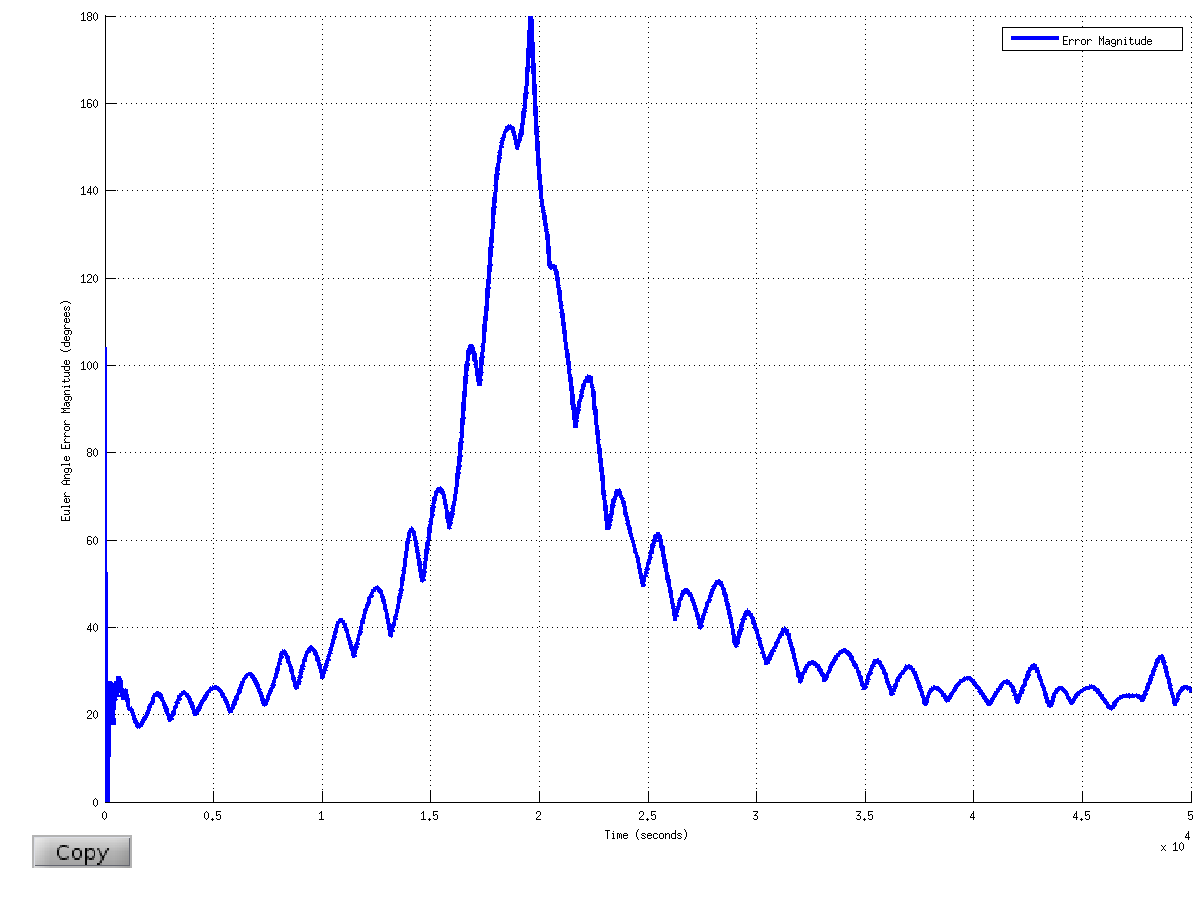 180
Error Magnitude
160
140
120
100
80
60
40
20
0
Euler Angle Error Magnitude (degrees)
0 0.5 1 1.5 2 2.5 3 3.5 4 4.5 5
Time (seconds)
x 10 4
Copy